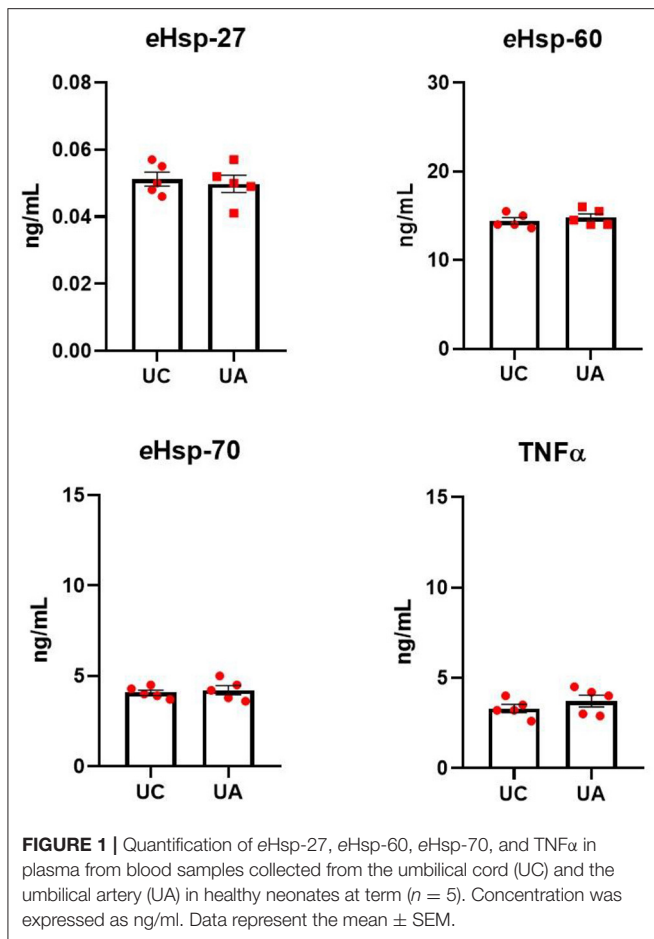 eHsp-27
0.08
0.06
0.04
0.02
0.00
ng/mL
UC UA
eHsp-60
30
20
10
0
ng/mL
UC UA
eHsp-70
15
10
5
0
ng/mL
UC UA
TNFα
15
10
5
0
ng/mL
UC UA
FIGURE 1 | Quantification of eHsp-27, eHsp-60, eHsp-70, and TNFα in
plasma from blood samples collected from the umbilical cord (UC) and the
umbilical artery (UA) in healthy neonates at term (n = 5). Concentration was
expressed as ng/ml. Data represent the mean ± SEM.